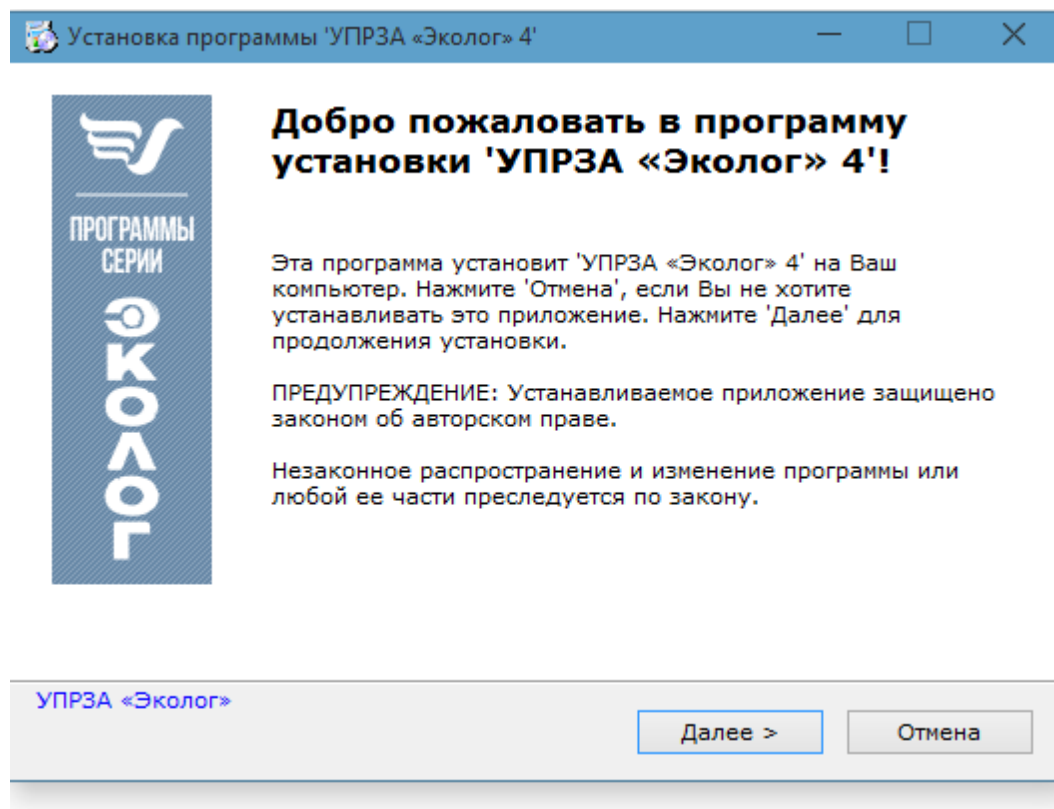 Установка программы 'УПРЗА «Эколог» 4'
Добро пожаловать в программу
установки 'УПРЗА «Эколог» 4'!
ПРОГРАММЫ
СЕРИИ
ЭКОЛОГ
Эта программа установит 'УПРЗА «Эколог» 4' на Ваш
компьютер. Нажмите 'Отмена', если Вы не хотите
устанавливать это приложение. Нажмите 'Далее' для
продолжения установки.
ПРЕДУПРЕЖДЕНИЕ: Устанавливаемое приложение защищено
законом об авторском праве.
Незаконное распространение и изменение программы или
любой ее части преследуется по закону.
УПРЗА «Эколог»
Далее >
Отмена